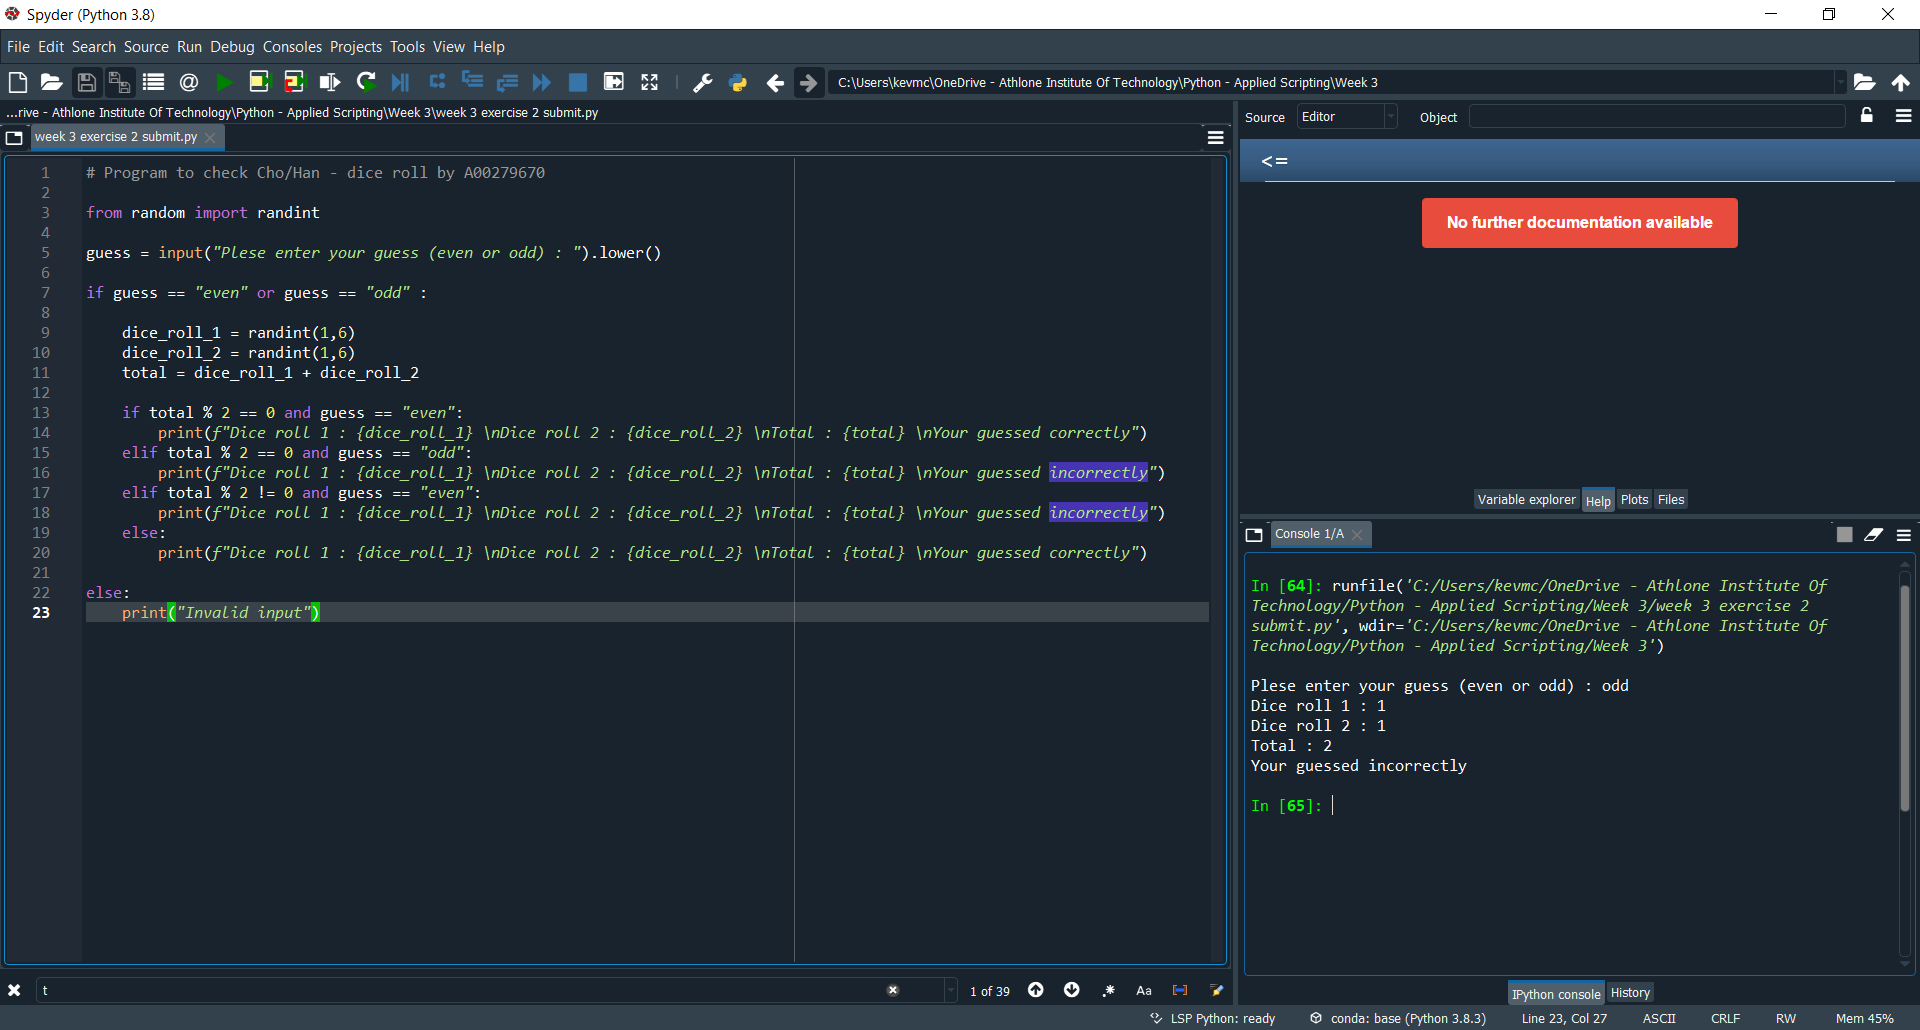 Spyder (Python 3.8)
File Edit Search Source Run Debug Consoles Projects Tools View Help
C:\Users\kevmc\OneDrive - Athlone Institute Of Technology\Python - Applied Scripting\Week 3
...rive - Athlone Institute Of Technology\Python - Applied Scripting\Week 3\week 3 exercise 2 submit.py
week 3 exercise 2 submit.py
1 # Program to check Cho/Han - dice roll by A00279670
2
3 from random import randint
4
5 guess = input("Plese enter your guess (even or odd) : ").lower()
6
7 if guess == "even" or guess == "odd" :
8
9     dice_roll_1 = randint(1,6)
10     dice_roll_2 = randint(1,6)
11     total = dice_roll_1 + dice_roll_2
12
13     if total % 2 == 0 and guess == "even":
14         print(f"Dice roll 1 : {dice_roll_1} \nDice roll 2 : {dice_roll_2} \nTotal : {total} \nYour guessed correctly")
15     elif total % 2 == 0 and guess == "odd":
16         print(f"Dice roll 1 : {dice_roll_1} \nDice roll 2 : {dice_roll_2} \nTotal : {total} \nYour guessed incorrectly")
17     elif total % 2 != 0 and guess == "even":
18         print(f"Dice roll 1 : {dice_roll_1} \nDice roll 2 : {dice_roll_2} \nTotal : {total} \nYour guessed incorrectly")
19     else:
20         print(f"Dice roll 1 : {dice_roll_1} \nDice roll 2 : {dice_roll_2} \nTotal : {total} \nYour guessed correctly")
21
22 else:
23     print("Invalid input")
t
1 of 39
.*
Aa
Source Editor Object
<=
No further documentation available
Variable explorer Help Plots Files
Console 1/A
In [64]: runfile('C:/Users/kevmc/OneDrive - Athlone Institute Of
Technology/Python - Applied Scripting/Week 3/week 3 exercise 2
submit.py', wdir='C:/Users/kevmc/OneDrive - Athlone Institute Of
Technology/Python - Applied Scripting/Week 3')
Plese enter your guess (even or odd) : odd
Dice roll 1 : 1
Dice roll 2 : 1
Total : 2
Your guessed incorrectly
In [65]:
IPython console History
LSP Python: ready conda: base (Python 3.8.3) Line 23, Col 27 ASCII CRLF RW Mem 45%